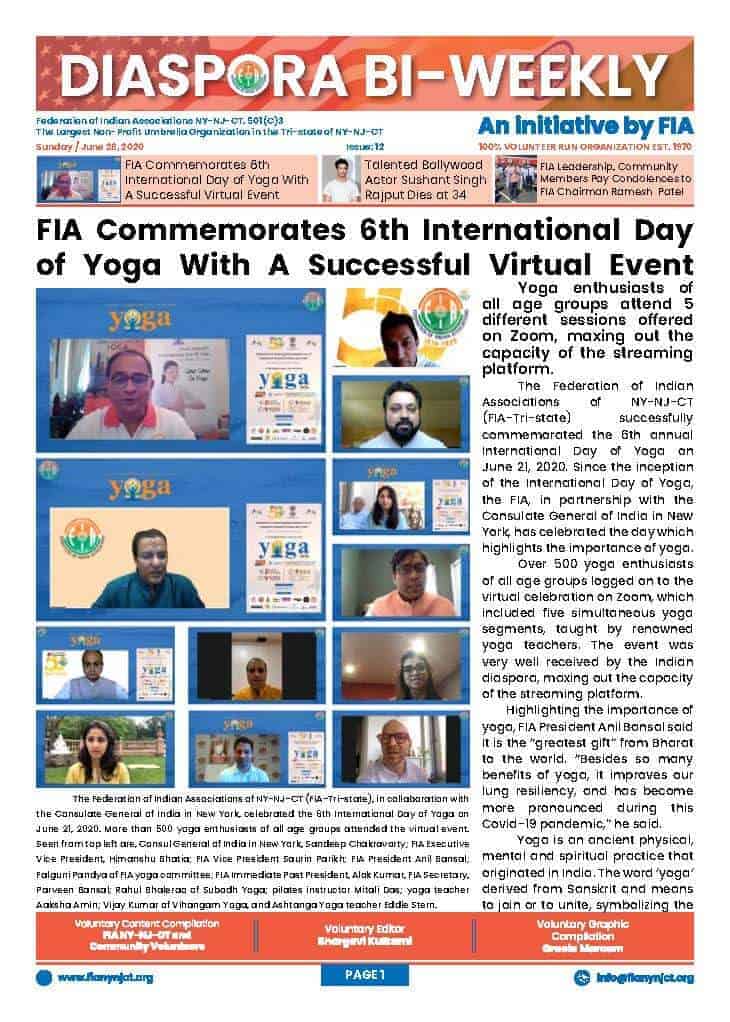 DIASPORA BI-WEEKLY
Federation of Indian Associations NY-NJ-CT, 501(C)3
The Largest Non-Profit Umbrella Organization in the Tri-state of NY-NJ-CT
An initiative by FIA
Sunday / June 28, 2020
Issue: 12
100% VOLUNTEER RUN ORGANIZATION EST. 1970
FIA Commemorates 6th
International Day of Yoga With
A Successful Virtual Event
Talented Bollywood
Actor Sushant Singh
Rajput Dies at 34
FIA Leadership, Community
Members Pay Condolences to
FIA Chairman Ramesh Patel
FIA Commemorates 6th International Day
of Yoga With A Successful Virtual Event
yoga
yoga
yoga
yoga
yoga
yoga
yoga
yoga
The Federation of Indian Associations of NY-NJ-CT (FIA-Tri-state), in collaboration with
the Consulate General of India in New York, celebrated the 6th International Day of Yoga on
June 21, 2020. More than 500 yoga enthusiasts of all age groups attended the virtual event.
Seen from top left are, Consul General of India in New York, Sandeep Chakravorty; FIA Executive
Vice President, Himanshu Bhatia; FIA Vice President Saurin Parikh; FIA President Anil Bansal;
Falguni Pandya of FIA yoga committee; FIA Immediate Past President, Alok Kumar, FIA Secretary,
Parveen Bansal; Rahul Bhalerao of Subodh Yoga; pilates instructor Mitali Das; yoga teacher
Aaksha Amin; Vijay Kumar of Vihangam Yoga, and Ashtanga Yoga teacher Eddie Stern.
Yoga enthusiasts of
all age groups attend 5
different sessions offered
on Zoom, maxing out the
capacity of the streaming
platform.
The Federation of Indian
Associations of NY-NJ-CT
(FIA-Tri-state) successfully
commemorated the 6th annual
International Day of Yoga on
June 21, 2020. Since the inception
of the International Day of Yoga,
the FIA, in partnership with the
Consulate General of India in New
York, has celebrated the day which
highlights the importance of yoga.
Over 500 yoga enthusiasts
of all age groups logged on to the
virtual celebration on Zoom, which
included five simultaneous yoga
segments, taught by renowned
yoga teachers. The event was
very well received by the Indian
diaspora, maxing out the capacity
of the streaming platform.
Highlighting the importance of
yoga, FIA President Anil Bansal said
it is the “greatest gift” from Bharat
to the world. “Besides so many
benefits of yoga, it improves our
lung resiliency, and has become
more pronounced during this
Covid-19 pandemic,” he said.
Yoga is an ancient physical,
mental and spiritual practice that
originated in India. The word ‘yoga’
derived from Sanskrit and means
to join or to unite, symbolizing the
Voluntary Content Compilation
FIA NY-NJ-CT and
Community Volunteers
Voluntary Editor
Bhargavi Kulkarni
Voluntary Graphic
Compilation
www.fianynjct.org
PAGE 1
info@fianynjct.org